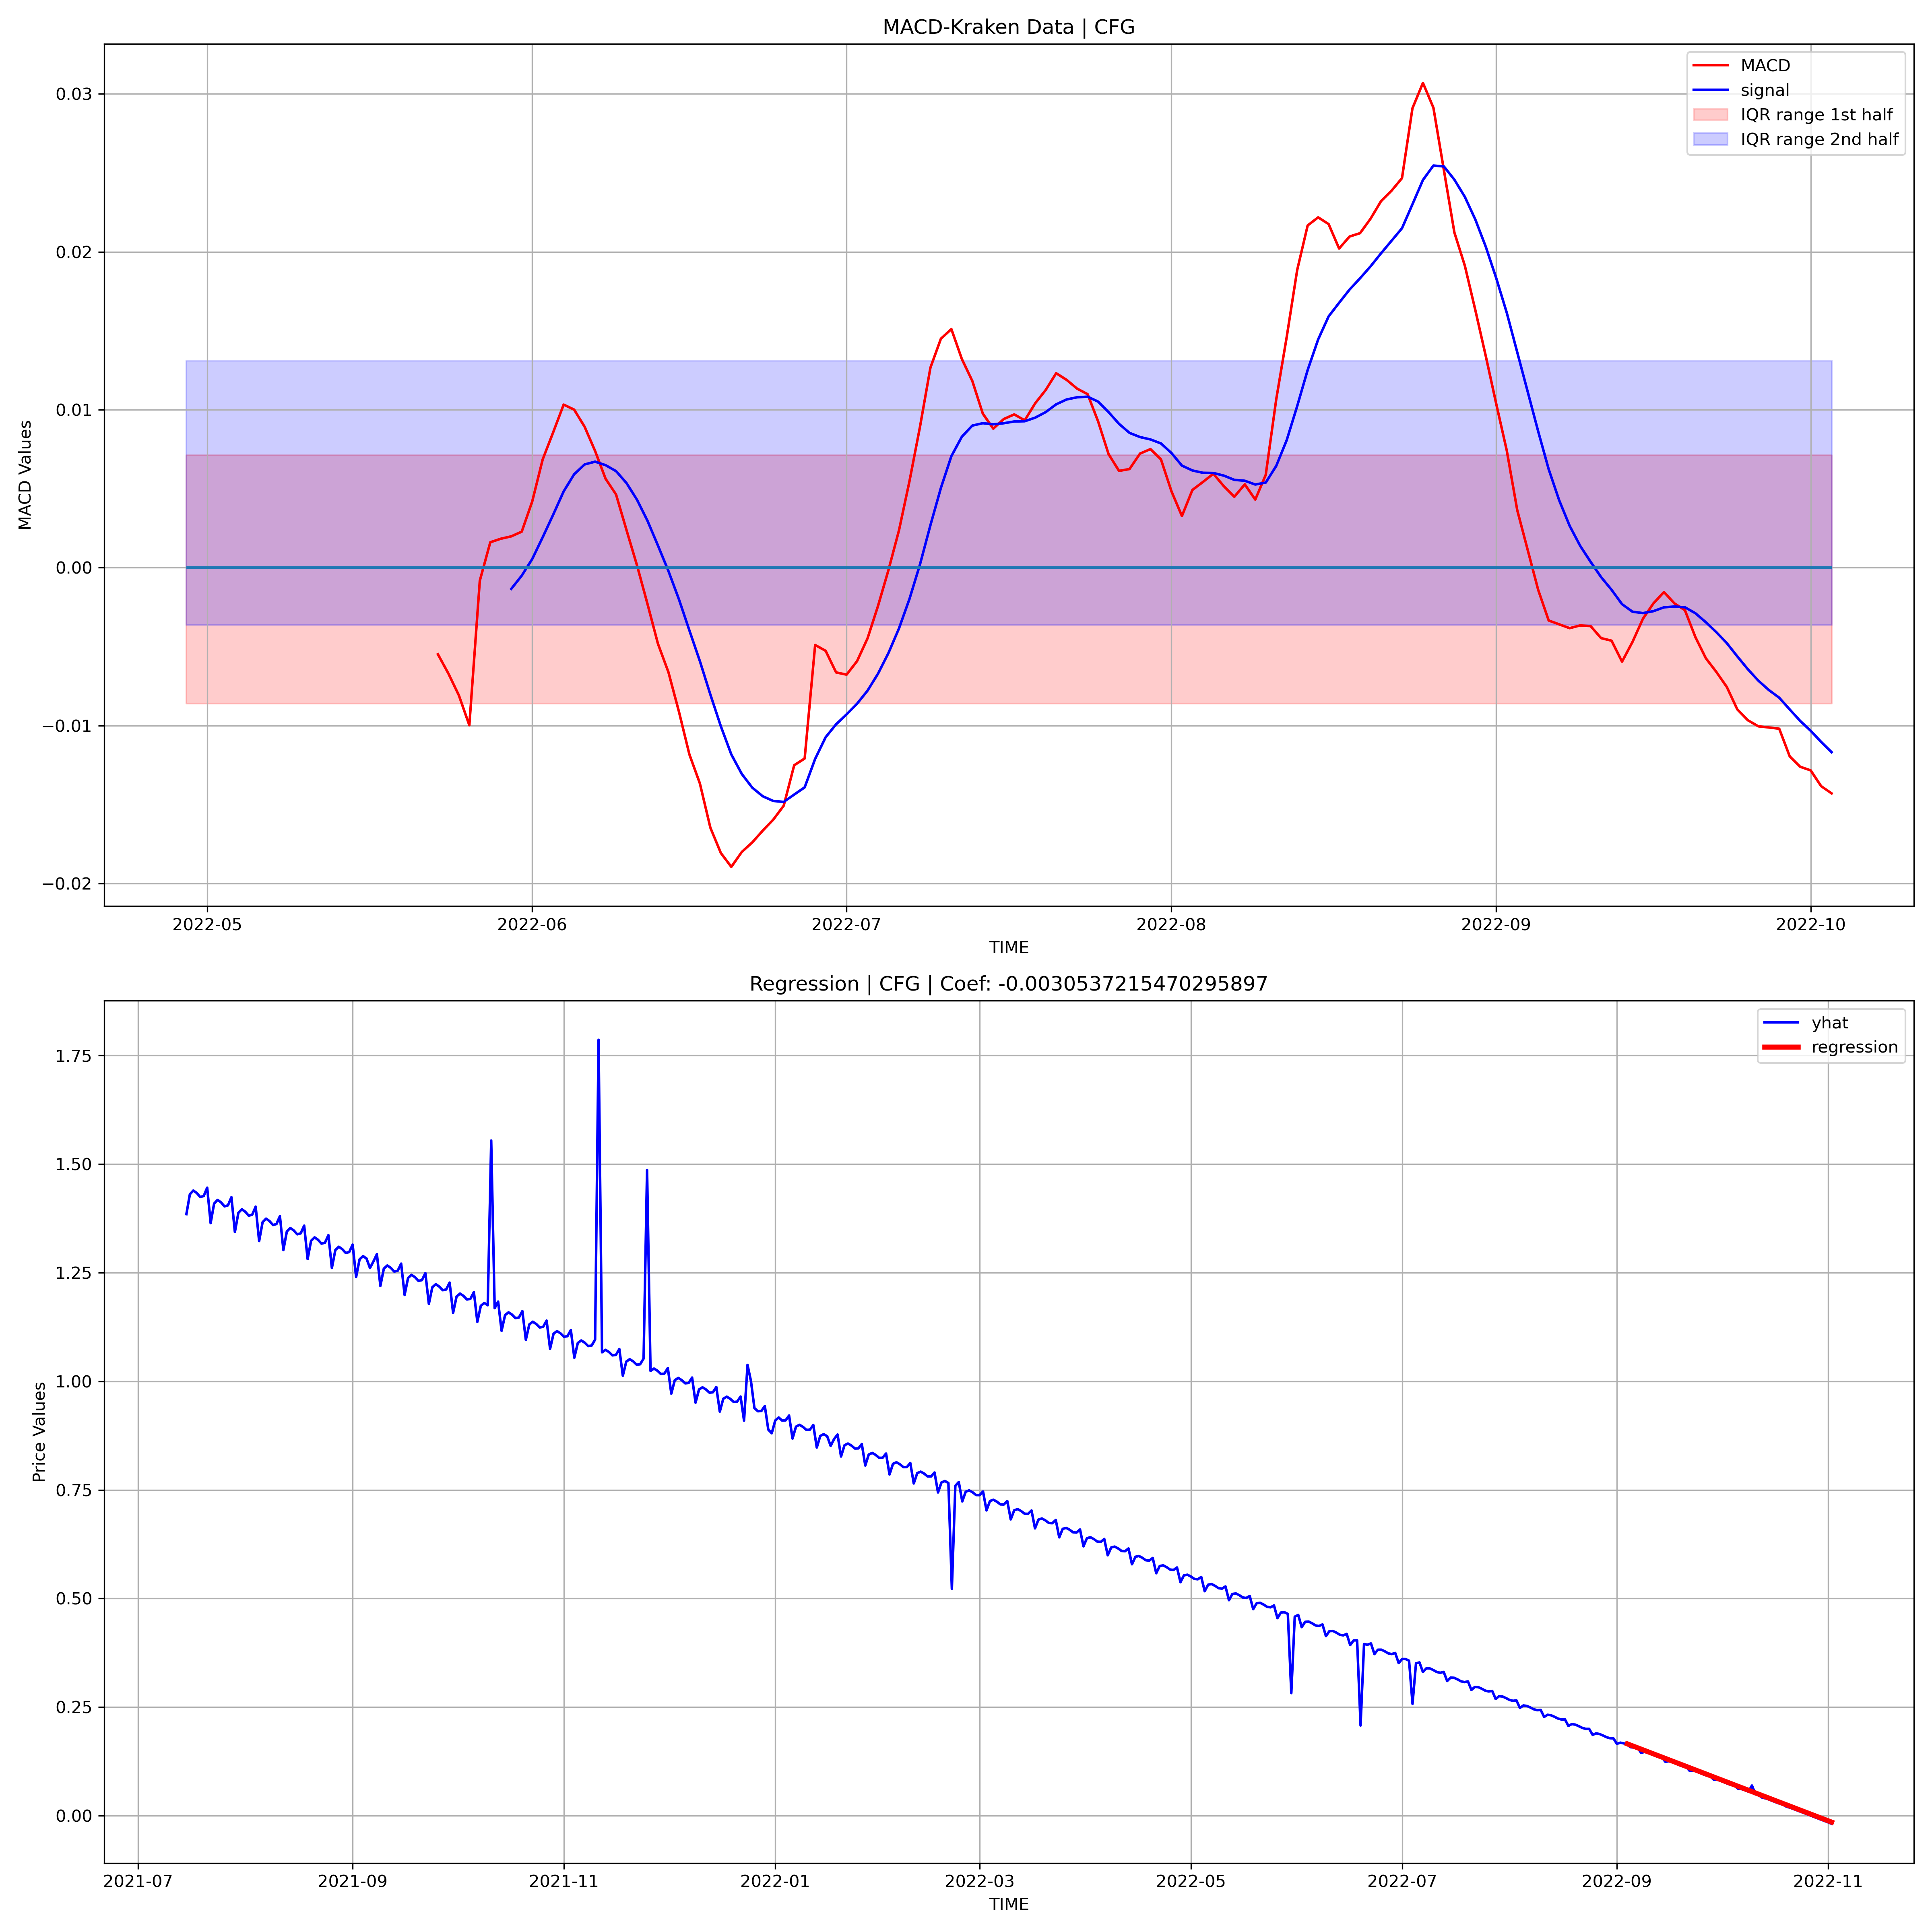 MACD-Kraken Data | CFG
MACD
signal
IQR range 1st half
IQR range 2nd half
0.03
0.02
0.01
0.00
−0.01
−0.02
MACD Values
2022-05 2022-06 2022-07 2022-08 2022-09 2022-10
TIME
Regression | CFG | Coef: -0.0030537215470295897
yhat
regression
1.75
1.50
1.25
1.00
0.75
0.50
0.25
0.00
Price Values
2021-07 2021-09 2021-11 2022-01 2022-03 2022-05 2022-07 2022-09 2022-11
TIME